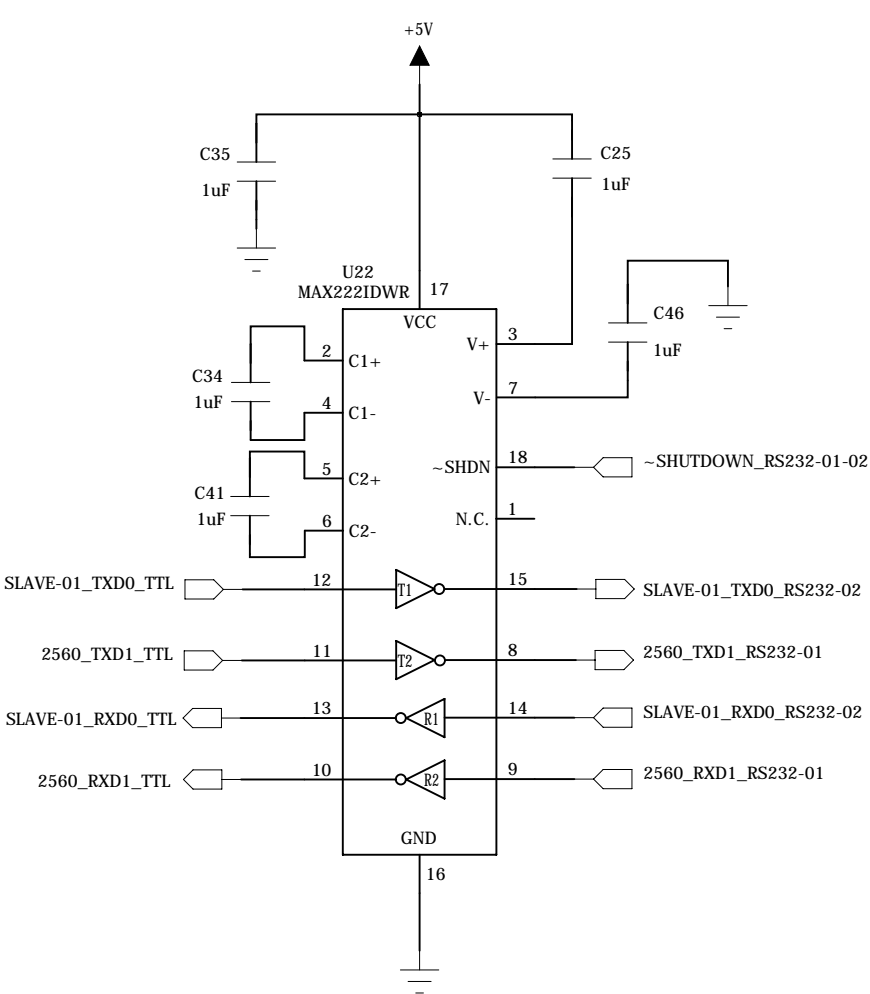 +5V
C35
1uF
C25
1uF
U22
MAX222IDWR
17
VCC
C46
1uF
V+
3
2
C1+
C34
1uF
7
V-
4
C1-
~SHDN
18
~SHUTDOWN_RS232-01-02
5
C2+
C41
1uF
N.C.
1
6
C2-
SLAVE-01_TXD0_TTL
12
T1
15
SLAVE-01_TXD0_RS232-02
2560_TXD1_TTL
11
T2
8
2560_TXD1_RS232-01
SLAVE-01_RXD0_TTL
13
R1
14
SLAVE-01_RXD0_RS232-02
2560_RXD1_TTL
10
R2
9
2560_RXD1_RS232-01
GND
16